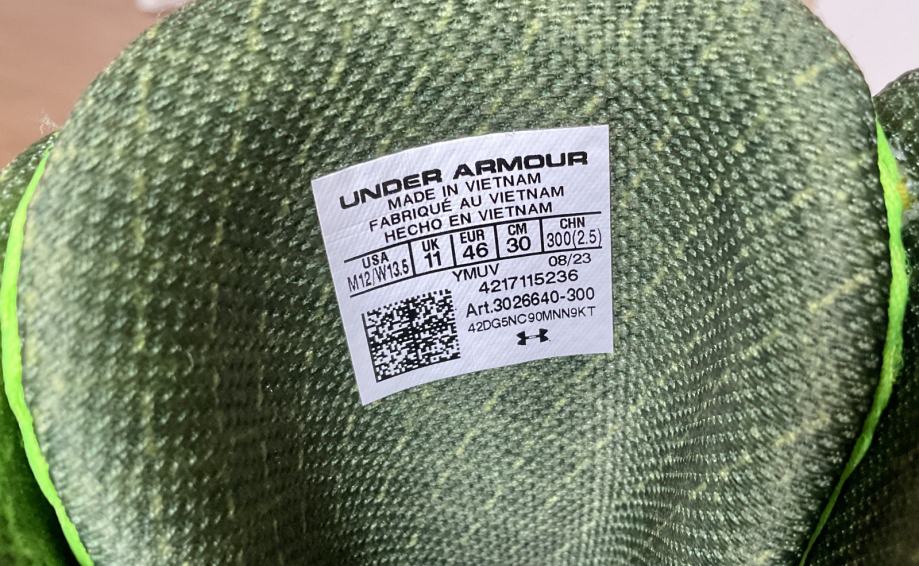 UNDER ARMOUR
MADE IN VIETNAM
FABRIQUÉ AU VIETNAM
HECHO EN VIETNAM
USA UK EUR CM CHN
M12/W13.5 11 46 30 300(2.5)
YMUV 08/23
4217115236
Art.3026640-300
42DG5NC90MNN9KT